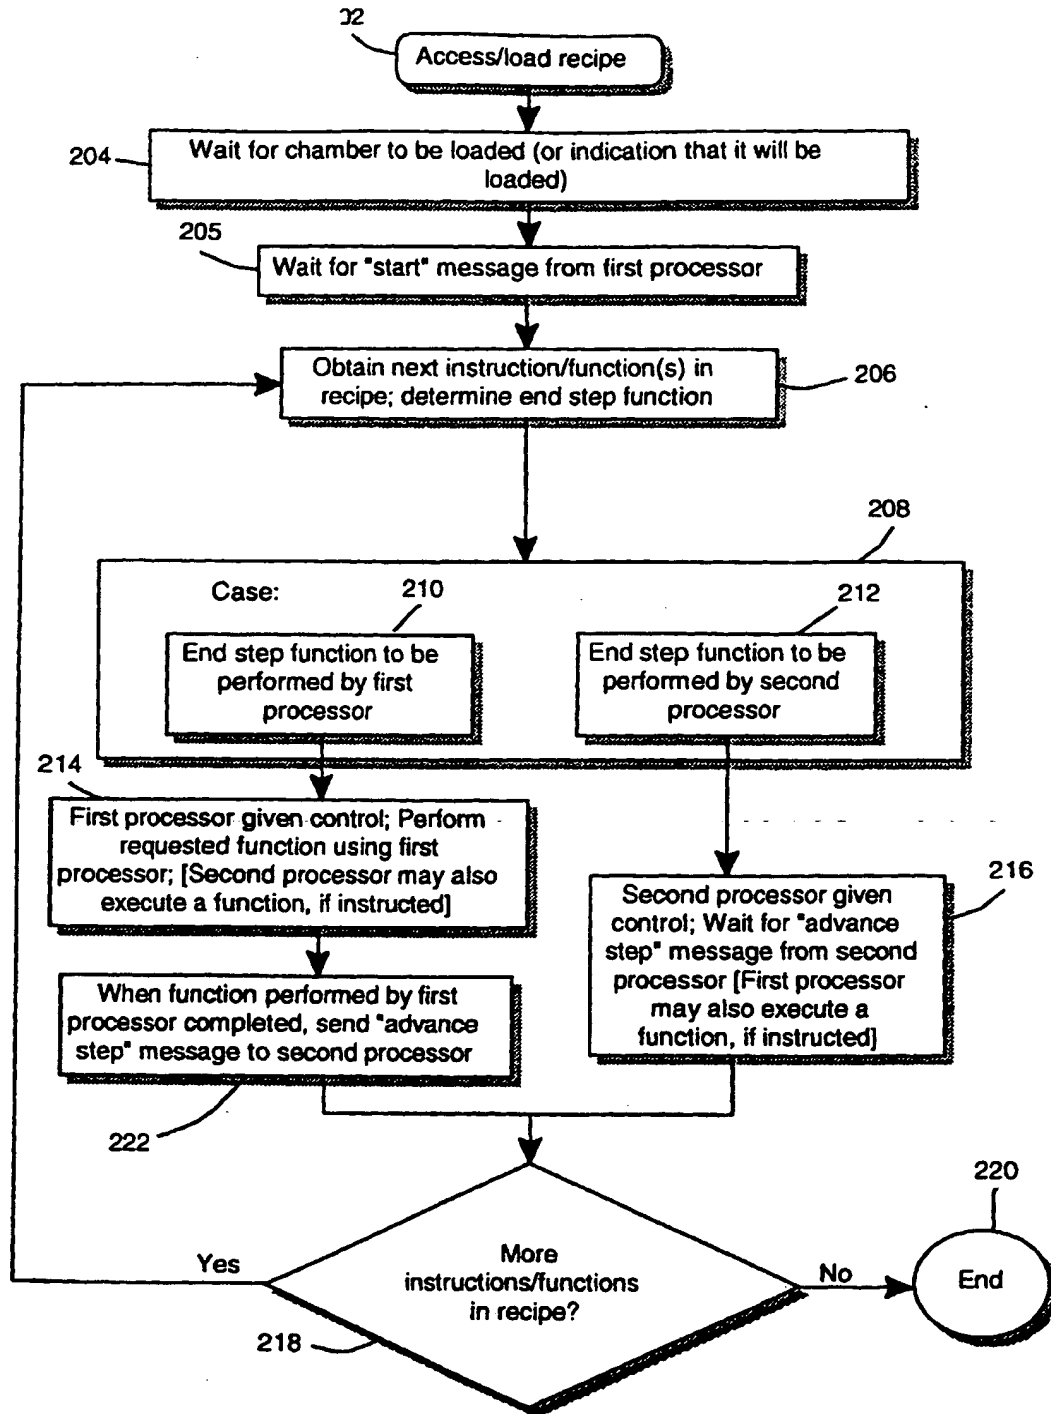 02
Access/load recipe
204
Wait for chamber to be loaded (or indication that it will be
loaded)
205
Wait for "start" message from first processor
Obtain next instruction/function(s) in
recipe; determine end step function
206
208
Case:
210
212
End step function to be
performed by first
processor
End step function to be
performed by second
processor
214
First processor given control; Perform
requested function using first
processor; [Second processor may also
execute a function, if instructed]
Second processor given
control; Wait for "advance
step" message from second
processor [First processor
may also execute a
function, if instructed]
216
When function performed by first
processor completed, send "advance
step" message to second processor
222
More
instructions/functions
in recipe?
Yes
No
218
220
End